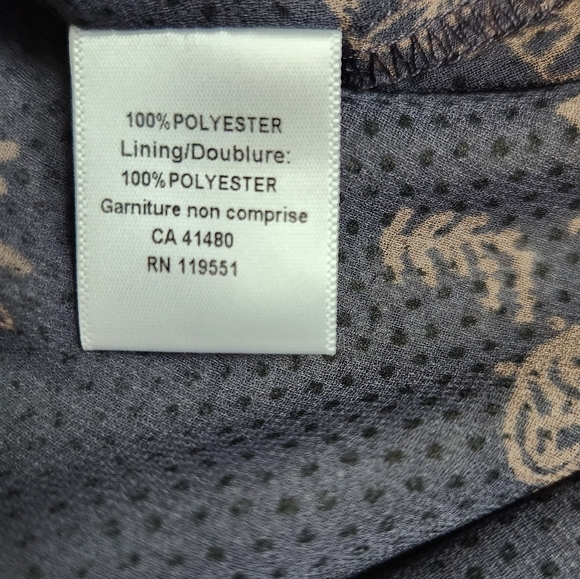 100% POLYESTER
Lining/Doublure:
100% POLYESTER
Garniture non comprise
CA 41480
RN 119551